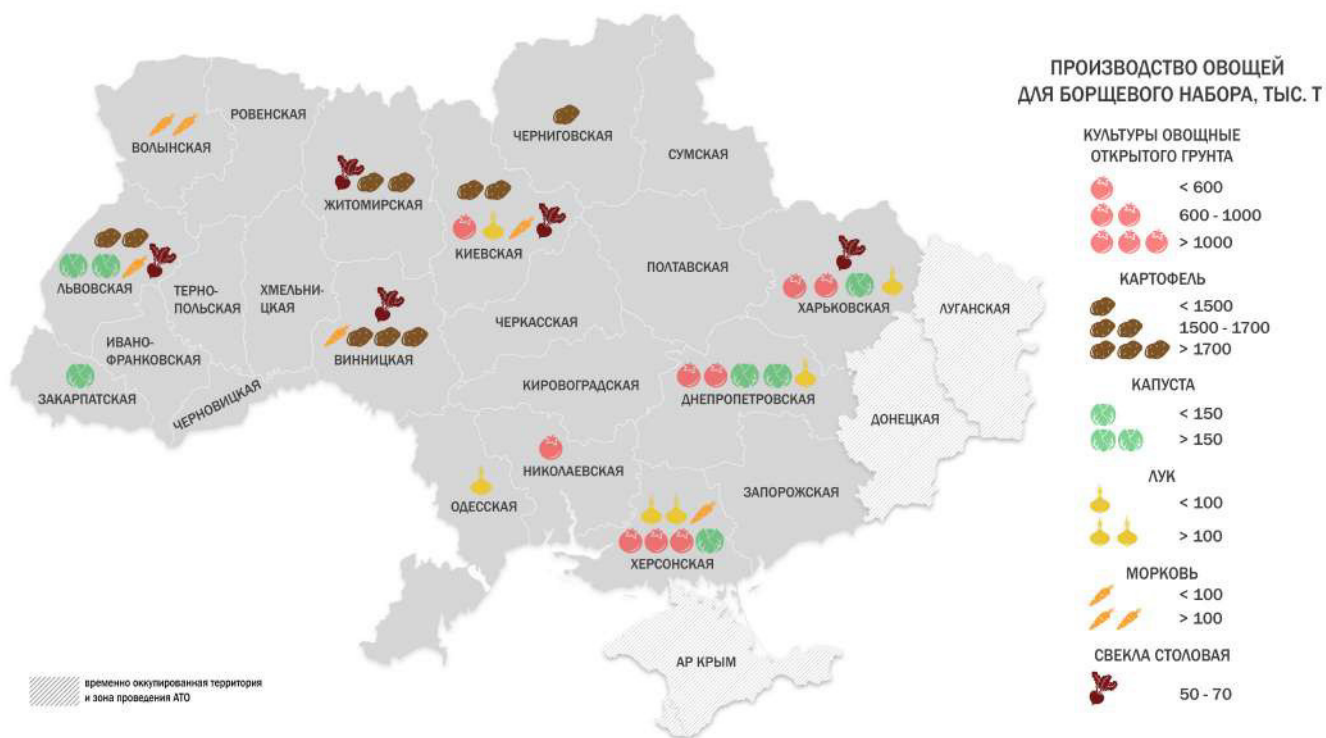 ПРОИЗВОДСТВО ОВОЩЕЙ
ДЛЯ БОРЩЕВОГО НАБОРА, ТЫС. Т
КУЛЬТУРЫ ОВОЩНЫЕ
ОТКРЫТОГО ГРУНТА
< 600
600 - 1000
> 1000
КАРТОФЕЛЬ
< 1500
1500 - 1700
> 1700
КАПУСТА
< 150
> 150
ЛУК
< 100
> 100
МОРКОВЬ
< 100
> 100
СВЕКЛА СТОЛОВАЯ
50 - 70
ВОЛЫНСКАЯ
РОВЕНСКАЯ
ЖИТОМИРСКАЯ
КИЕВСКАЯ
ЧЕРНИГОВСКАЯ
СУМСКАЯ
ЛЬВОВСКАЯ
ТЕРНО-
ПОЛЬСКАЯ
ХМЕЛЬНИ-
ЦКАЯ
ВИННИЦКАЯ
ЧЕРКАССКАЯ
ПОЛТАВСКАЯ
ХАРЬКОВСКАЯ
ЛУГАНСКАЯ
ИВАНО-
ФРАНКОВСКАЯ
ЗАКАРПАТСКАЯ
ЧЕРНОВИЦКАЯ
КИРОВОГРАДСКАЯ
ДНЕПРОПЕТРОВСКАЯ
ДОНЕЦКАЯ
ОДЕССКАЯ
НИКОЛАЕВСКАЯ
ЗАПОРОЖСКАЯ
ХЕРСОНСКАЯ
АР КРЫМ
временно оккупированная территория
и зона проведения АТО